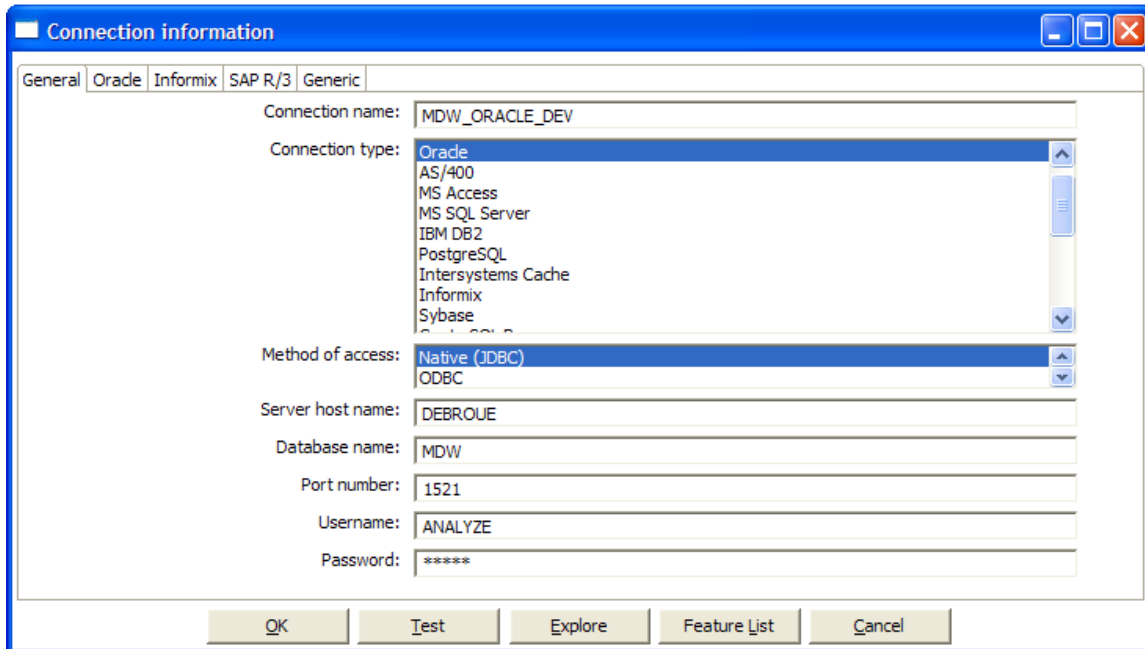 Connection information
General Oracle Informix SAP R/3 Generic
Connection name: MDW_ORACLE_DEV
Connection type: Oracle
AS/400
MS Access
MS SQL Server
IBM DB2
PostgreSQL
Intersystems Cache
Informix
Sybase
Method of access: Native (JDBC)
ODBC
Server host name: DEBROUE
Database name: MDW
Port number: 1521
Username: ANALYZE
Password: *****
OK Test Explore Feature List Cancel